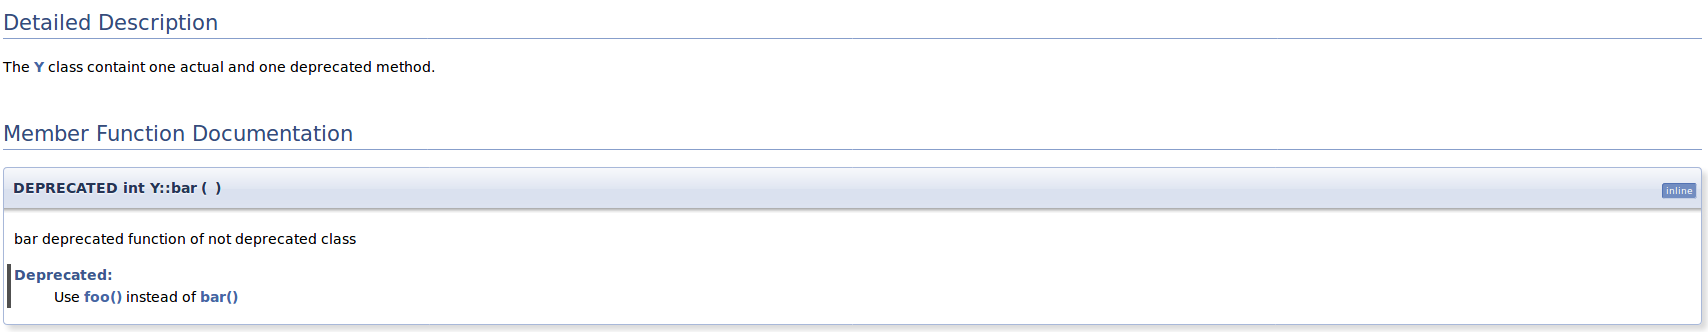 Detailed Description
The Y class containt one actual and one deprecated method.
Member Function Documentation
DEPRECATED int Y::bar ( )
inline
bar deprecated function of not deprecated class
Deprecated:
Use foo() instead of bar()